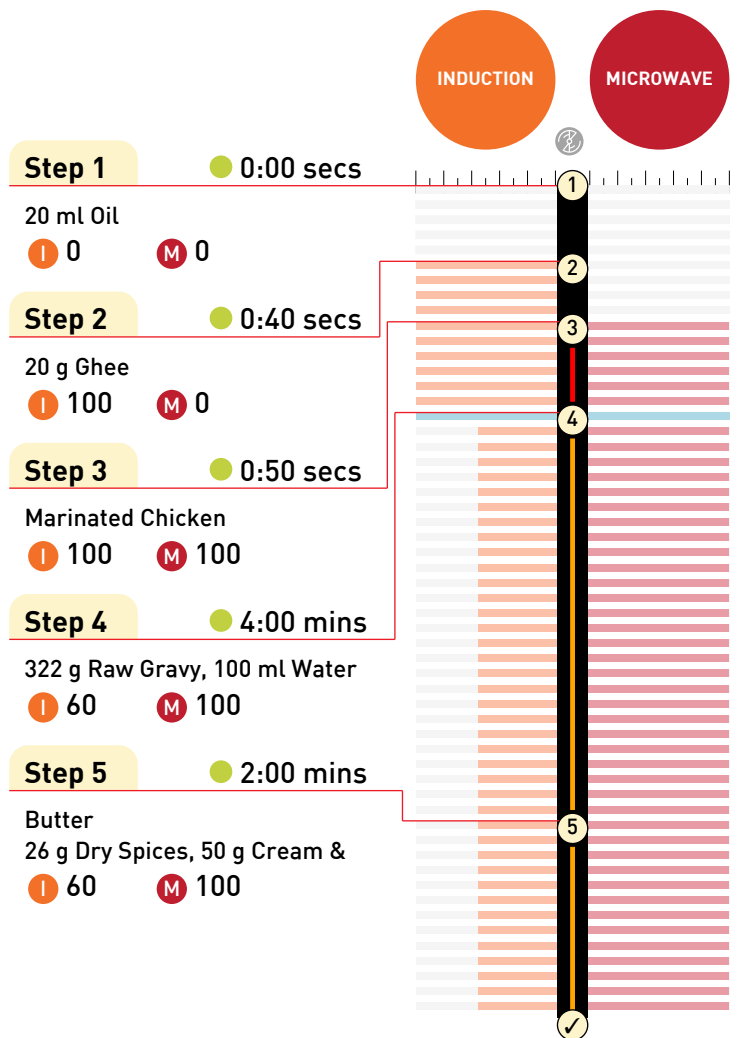 INDUCTION
MICROWAVE
Step 1
0:00 secs
20 ml Oil
I 0
M 0
Step 2
0:40 secs
20 g Ghee
I 100
M 0
Step 3
0:50 secs
Marinated Chicken
I 100
M 100
Step 4
4:00 mins
322 g Raw Gravy, 100 ml Water
I 60
M 100
Step 5
2:00 mins
Butter
26 g Dry Spices, 50 g Cream &
I 60
M 100
1
2
3
4
5
✓